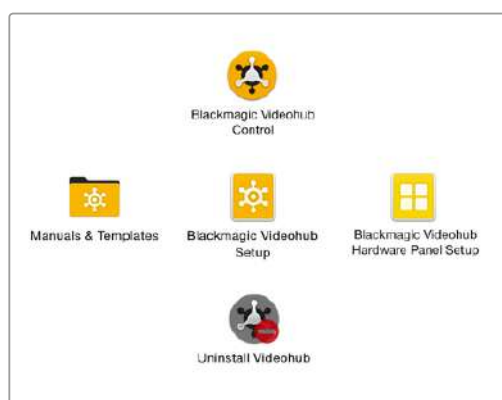 Blackmagic Videohub
Control
Manuals & Templates
Blackmagic Videohub
Setup
Blackmagic Videohub
Hardware Panel Setup
Uninstall Videohub